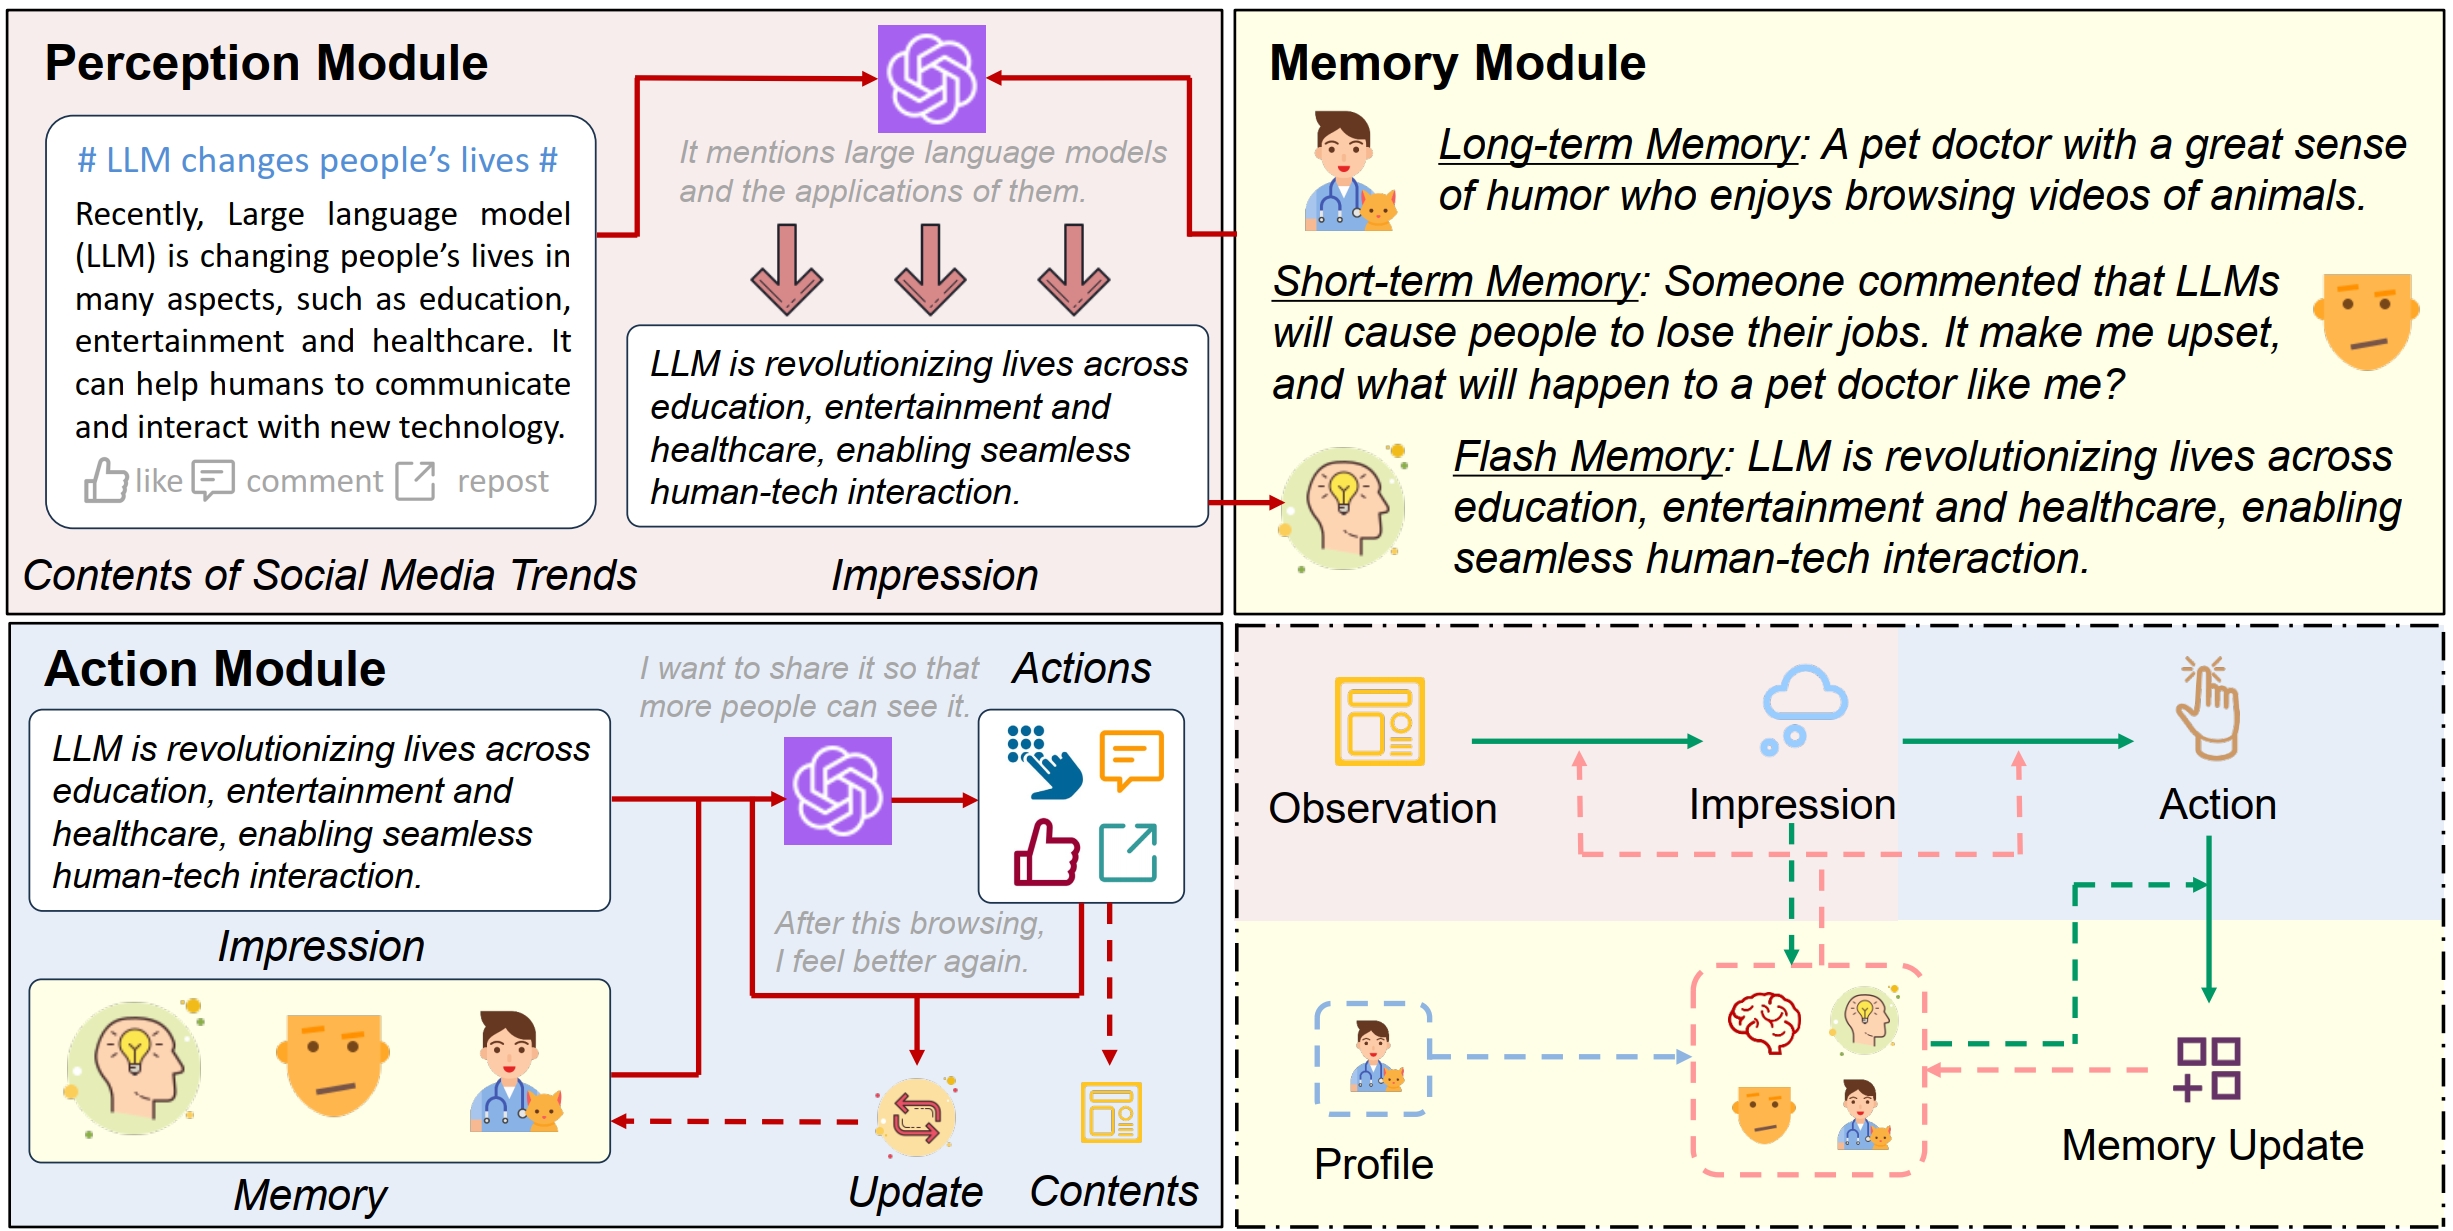 Perception Module
# LLM changes people's lives #
Recently, Large language model
(LLM) is changing people's lives in
many aspects, such as education,
entertainment and healthcare. It
can help humans to communicate
and interact with new technology.
like comment repost
Contents of Social Media Trends
It mentions large language models
and the applications of them.
LLM is revolutionizing lives across
education, entertainment and
healthcare, enabling seamless
human-tech interaction.
Impression
Memory Module
Long-term Memory: A pet doctor with a great sense
of humor who enjoys browsing videos of animals.
Short-term Memory: Someone commented that LLMs
will cause people to lose their jobs. It make me upset,
and what will happen to a pet doctor like me?
Flash Memory: LLM is revolutionizing lives across
education, entertainment and healthcare, enabling
seamless human-tech interaction.
Action Module
LLM is revolutionizing lives across
education, entertainment and
healthcare, enabling seamless
human-tech interaction.
Impression
Memory
I want to share it so that
more people can see it.
Actions
After this browsing,
I feel better again.
Update
Contents
Observation
Impression
Action
Profile
Memory Update